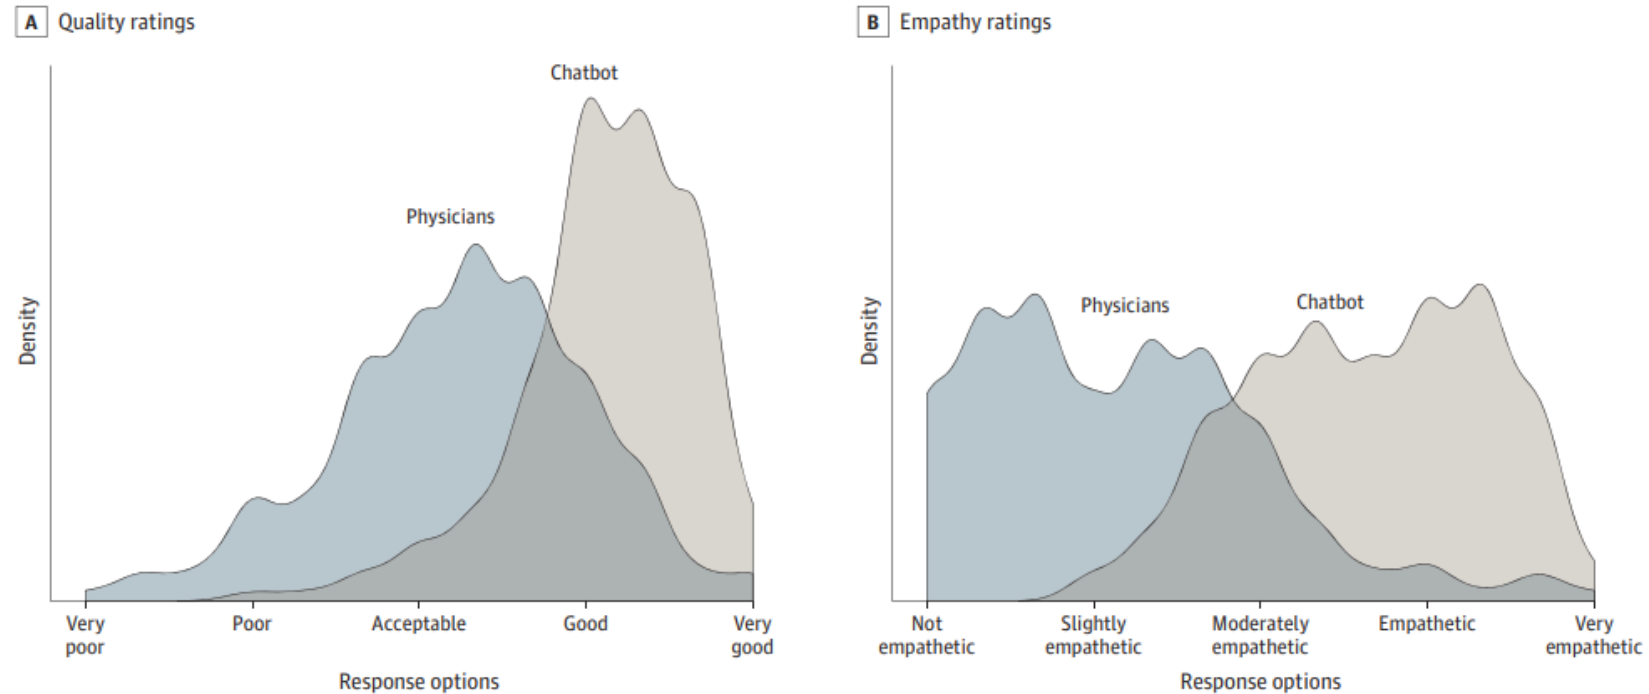 A Quality ratings
Chatbot
Physicians
Density
Very poor
Poor
Acceptable
Good
Very good
Response options
B Empathy ratings
Physicians
Chatbot
Density
Not empathetic
Slightly empathetic
Moderately empathetic
Empathetic
Very empathetic
Response options